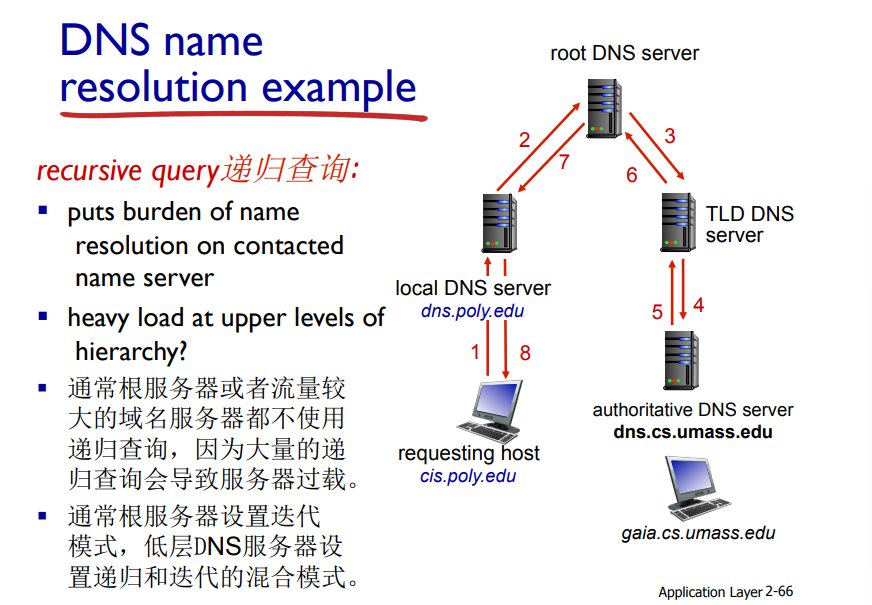 DNS name
resolution example
recursive query递归查询:
puts burden of name
resolution on contacted
name server
heavy load at upper levels of
hierarchy?
通常根服务器或者流量较
大的域名服务器都不使用
递归查询，因为大量的递
归查询会导致服务器过载。
通常根服务器设置迭代
模式，低层DNS服务器设
置递归和迭代的混合模式。
root DNS server
2
3
7
6
TLD DNS
server
local DNS server
dns.poly.edu
5
4
1
8
authoritative DNS server
dns.cs.umass.edu
requesting host
cis.poly.edu
gaia.cs.umass.edu
Application Layer 2-66